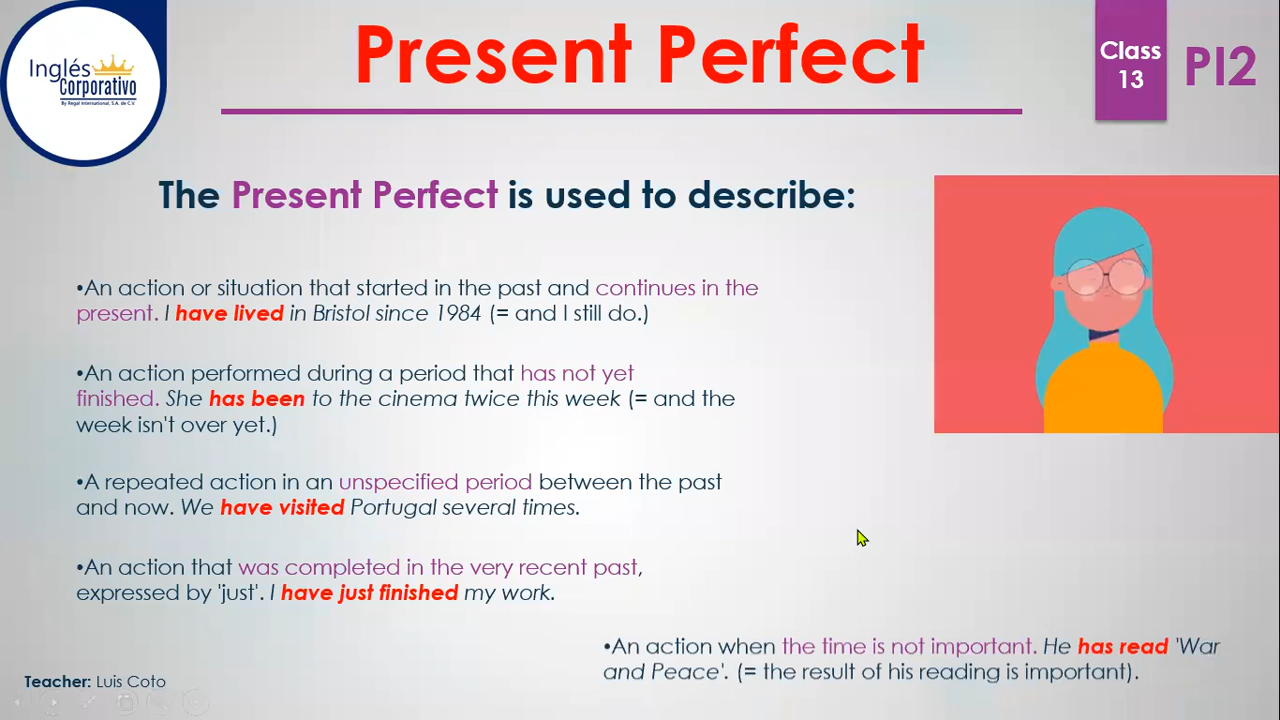 Inglés
Corporativo
By Regal International, S.A. de C.V.
Present Perfect
Class
13
PI2
The Present Perfect is used to describe:
•An action or situation that started in the past and continues in the
present. I have lived in Bristol since 1984 (= and I still do.)
•An action performed during a period that has not yet
finished. She has been to the cinema twice this week (= and the
week isn't over yet.)
•A repeated action in an unspecified period between the past
and now. We have visited Portugal several times.
•An action that was completed in the very recent past,
expressed by 'just'. I have just finished my work.
•An action when the time is not important. He has read 'War
and Peace'. (= the result of his reading is important).
Teacher: Luis Coto